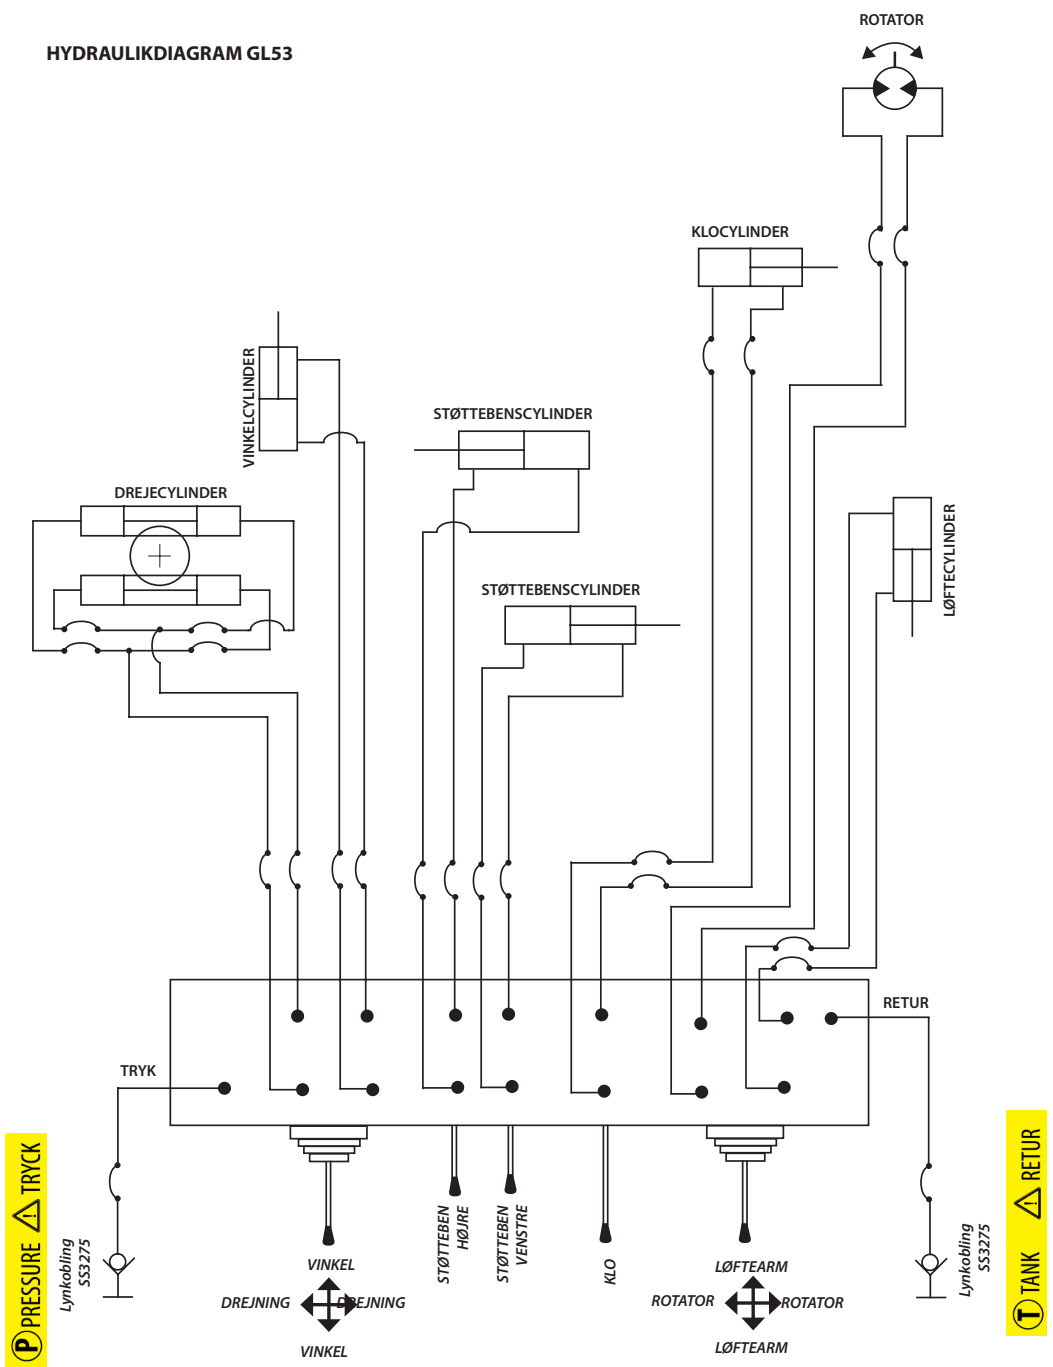 ROTATOR
HYDRAULIKDIAGRAM GL53
KLOCYLINDER
VINKELCYLINDER
STØTTEBENSCYLINDER
DREJECYLINDER
LØFTECYLINDER
STØTTEBENSCYLINDER
RETUR
TRYK
P PRESSURE ⚠ TRYCK
Lynkobling
SS3275
VINKEL
DREJNING DREJNING
VINKEL
STØTTEBEN
HØJRE
STØTTEBEN
VENSTRE
KLO
LØFTEARM
ROTATOR ROTATOR
LØFTEARM
Lynkobling
SS3275
T TANK ⚠ RETUR